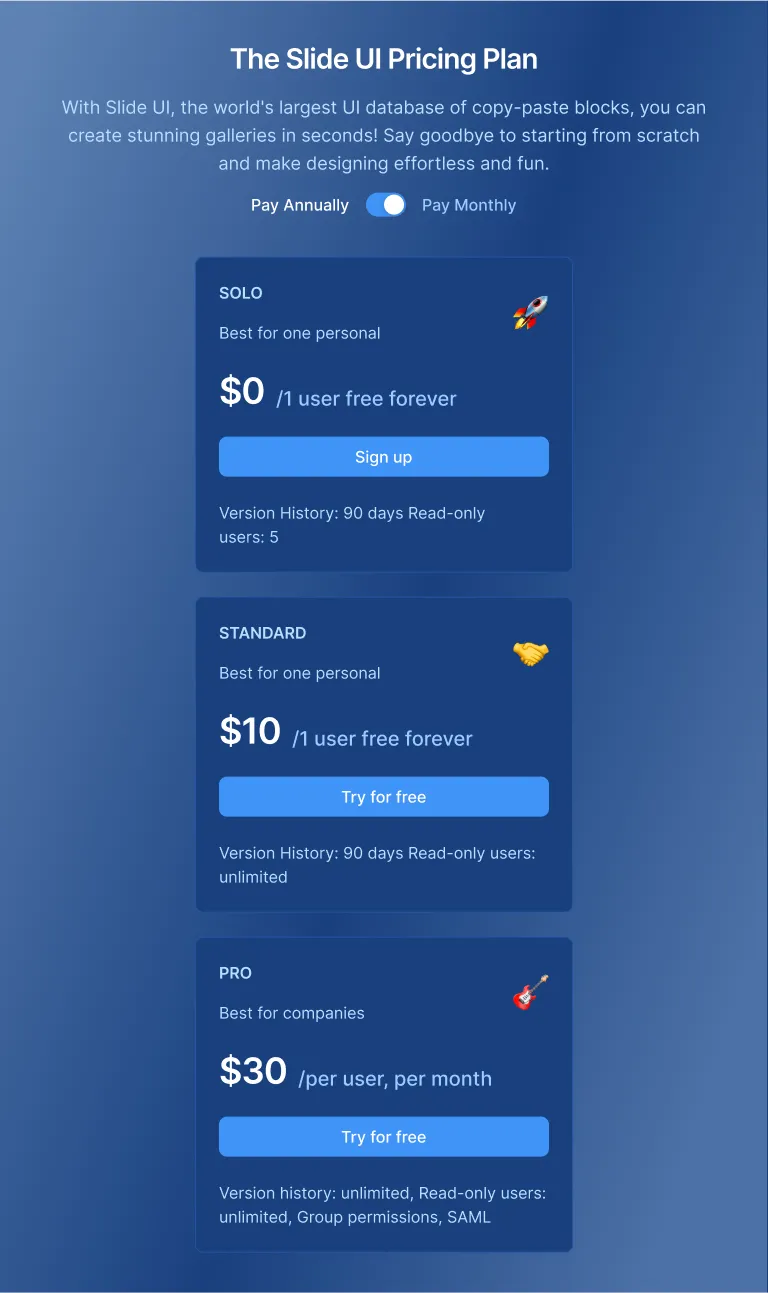 The Slide UI Pricing Plan
With Slide UI, the world's largest UI database of copy-paste blocks, you can
create stunning galleries in seconds! Say goodbye to starting from scratch
and make designing effortless and fun.
Pay Annually Pay Monthly
SOLO
Best for one personal
$0 /1 user free forever
Sign up
Version History: 90 days Read-only
users: 5
STANDARD
Best for one personal
$10 /1 user free forever
Try for free
Version History: 90 days Read-only users:
unlimited
PRO
Best for companies
$30 /per user, per month
Try for free
Version history: unlimited, Read-only users:
unlimited, Group permissions, SAML